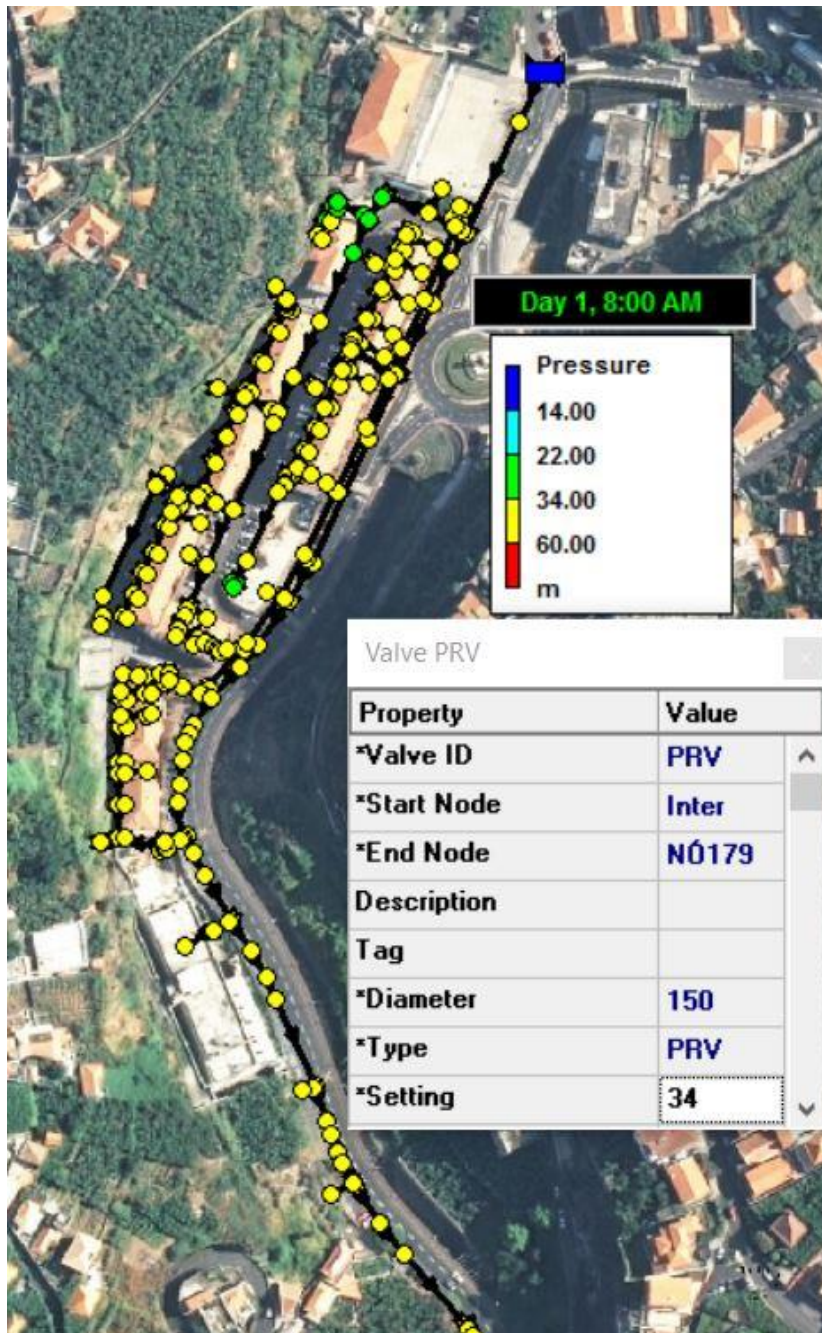 Day 1, 8:00 AM
Pressure
14.00
22.00
34.00
60.00
m
Valve PRV
x
Property Value
*Valve ID PRV
*Start Node Inter
*End Node NÓ179
Description
Tag
*Diameter 150
*Type PRV
*Setting 34